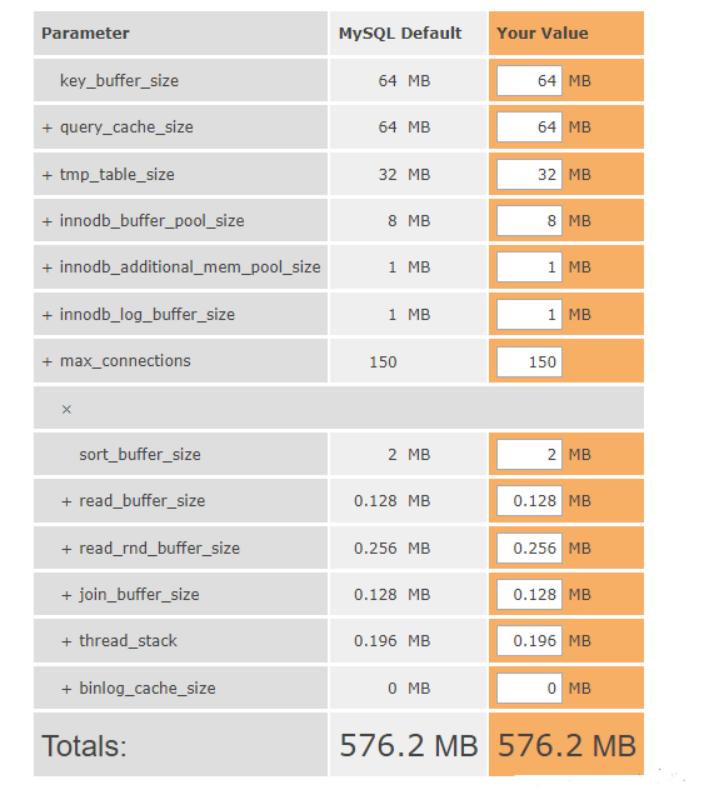 Parameter MySQL Default Your Value
key_buffer_size 64 MB 64 MB
+ query_cache_size 64 MB 64 MB
+ tmp_table_size 32 MB 32 MB
+ innodb_buffer_pool_size 8 MB 8 MB
+ innodb_additional_mem_pool_size 1 MB 1 MB
+ innodb_log_buffer_size 1 MB 1 MB
+ max_connections 150 150
×
sort_buffer_size 2 MB 2 MB
+ read_buffer_size 0.128 MB 0.128 MB
+ read_rnd_buffer_size 0.256 MB 0.256 MB
+ join_buffer_size 0.128 MB 0.128 MB
+ thread_stack 0.196 MB 0.196 MB
+ binlog_cache_size 0 MB 0 MB
Totals: 576.2 MB 576.2 MB